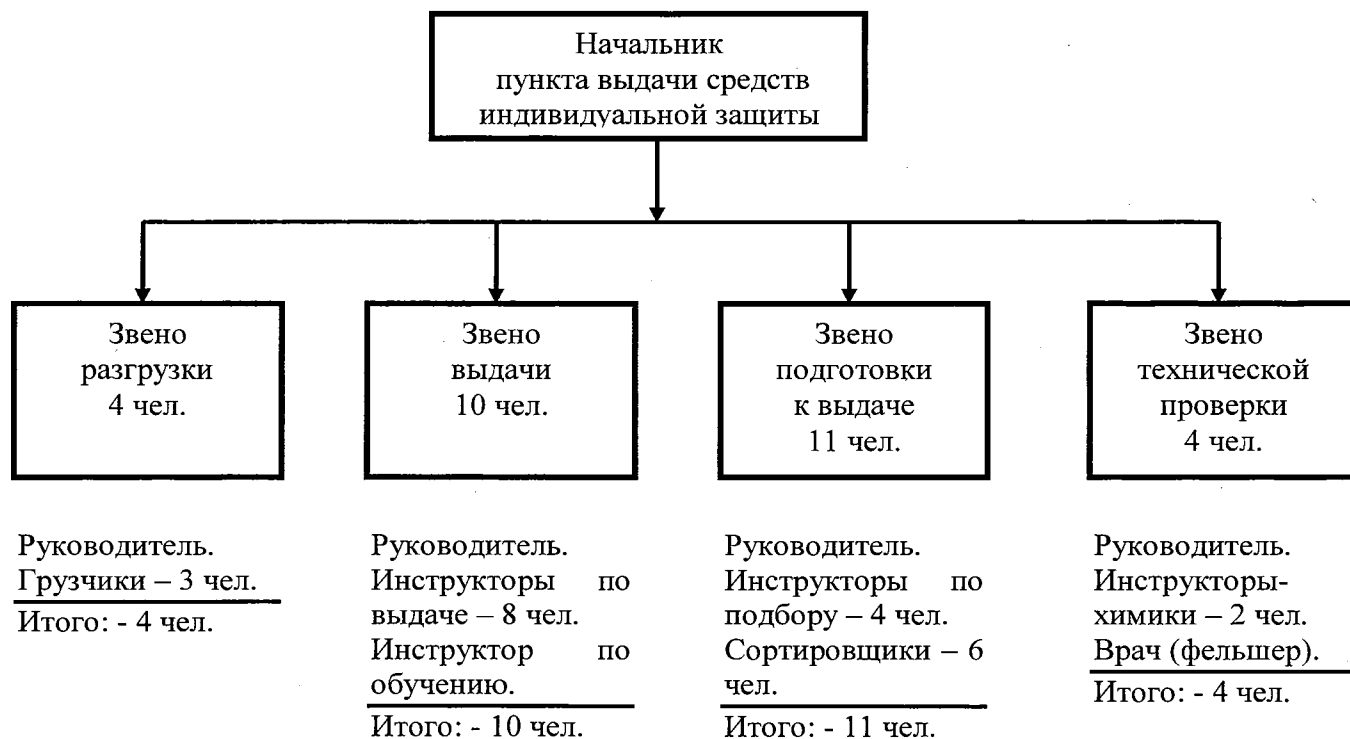 Начальник
пункта выдачи средств
индивидуальной защиты
Звено
разгрузки
4 чел.
Звено
выдачи
10 чел.
Звено
подготовки
к выдаче
11 чел.
Звено
технической
проверки
4 чел.
Руководитель.
Грузчики – 3 чел.
Итого: - 4 чел.
Руководитель.
Инструкторы по
выдаче – 8 чел.
Инструктор по
обучению.
Итого: - 10 чел.
Руководитель.
Инструкторы по
подбору – 4 чел.
Сортировщики – 6
чел.
Итого: - 11 чел.
Руководитель.
Инструкторы-
химики – 2 чел.
Врач (фельшер).
Итого: - 4 чел.